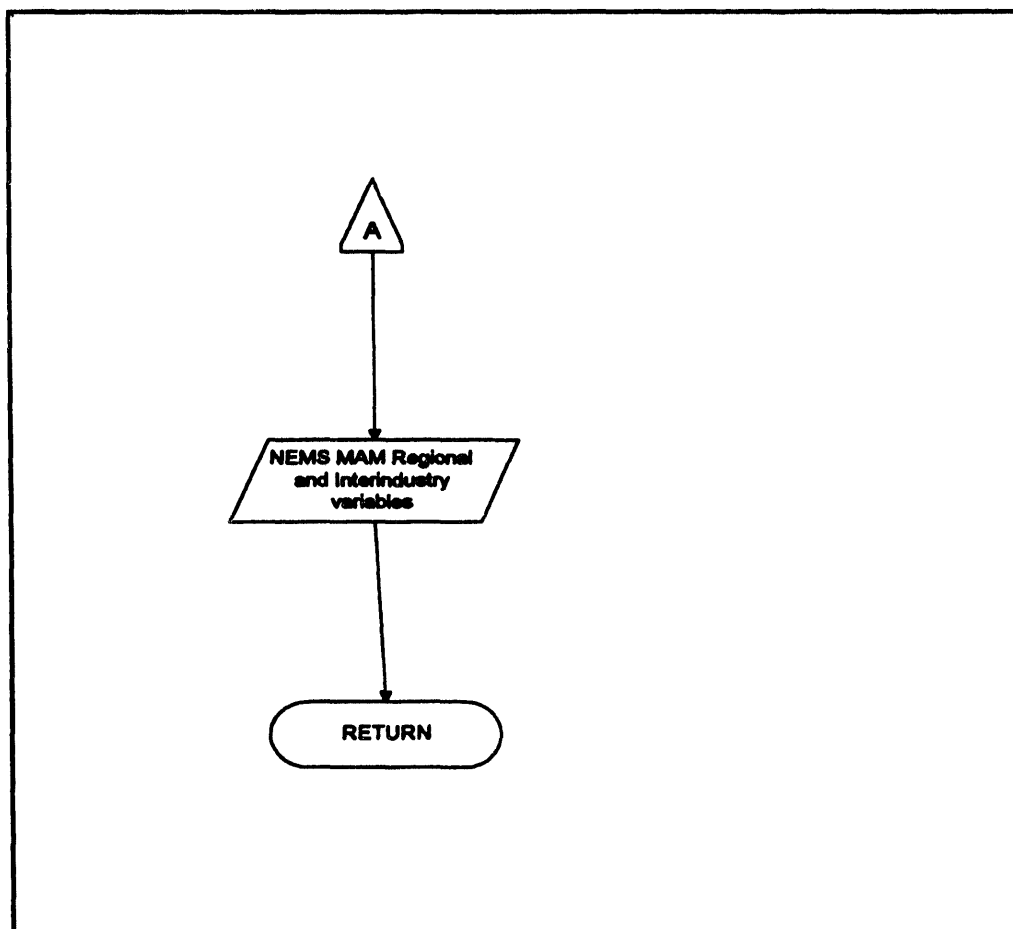 A
NEMS MAM Regional
and Interindustry
variables
RETURN